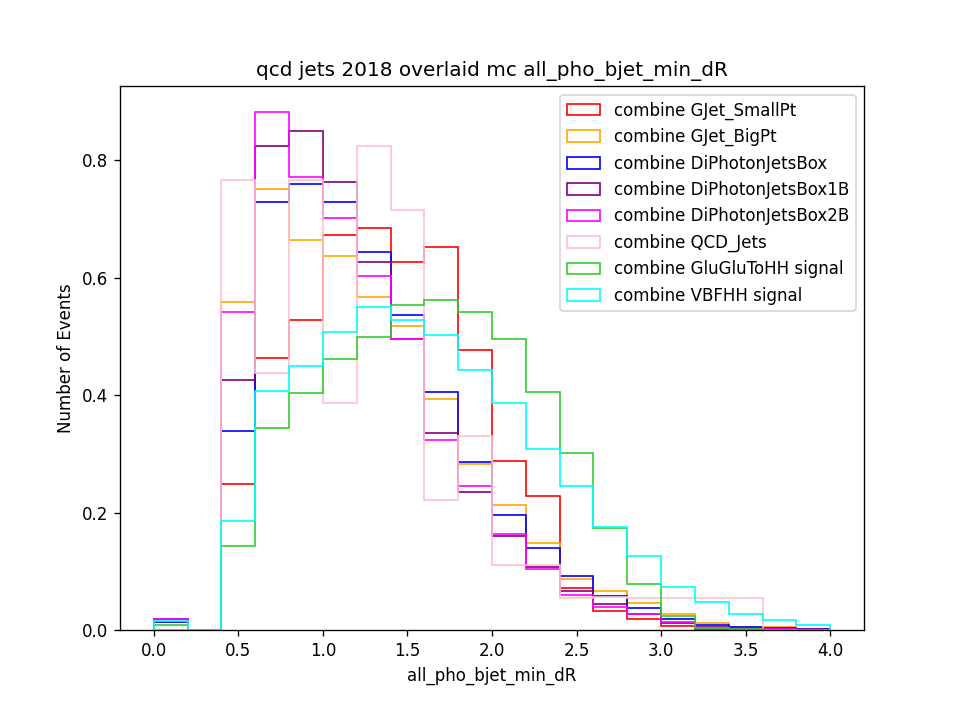 qcd jets 2018 overlaid mc all_pho_bjet_min_dR
combine GJet_SmallPt
combine GJet_BigPt
combine DiPhotonJetsBox
combine DiPhotonJetsBox1B
combine DiPhotonJetsBox2B
combine QCD_Jets
combine GluGluToHH signal
combine VBFHH signal
Number of Events
0.8
0.6
0.4
0.2
0.0
0.0 0.5 1.0 1.5 2.0 2.5 3.0 3.5 4.0
all_pho_bjet_min_dR